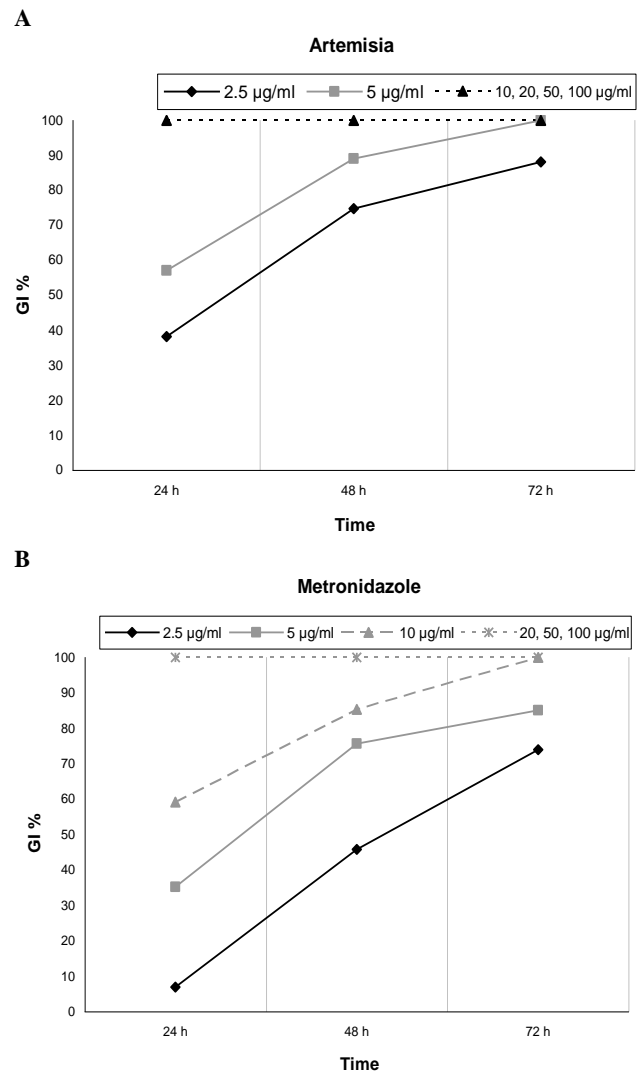 A
Artemisia
2.5 µg/ml 5 µg/ml 10, 20, 50, 100 µg/ml
100
90
80
70
60
50
40
30
20
10
0
GI %
24 h 48 h 72 h
Time
B
Metronidazole
2.5 µg/ml 5 µg/ml 10 µg/ml 20, 50, 100 µg/ml
100
90
80
70
60
50
40
30
20
10
0
GI %
24 h 48 h 72 h
Time